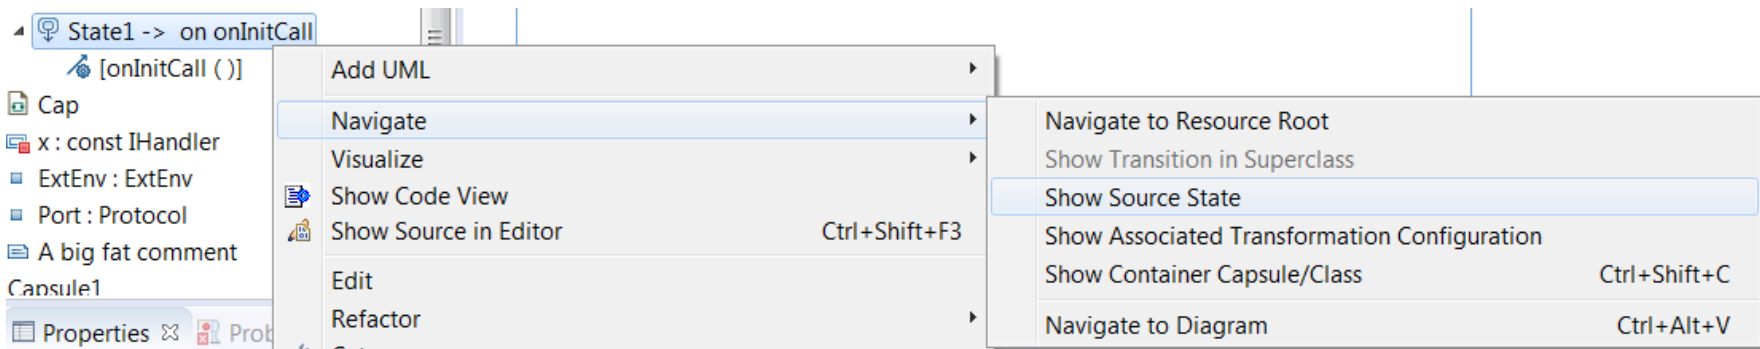 State1 -> on onInitCall
[onInitCall ( )]
Cap
x : const IHandler
ExtEnv : ExtEnv
Port : Protocol
A big fat comment
Capsule1
Properties
Prob
Add UML
Navigate
Visualize
Show Code View
Show Source in Editor Ctrl+Shift+F3
Edit
Refactor
Navigate to Resource Root
Show Transition in Superclass
Show Source State
Show Associated Transformation Configuration
Show Container Capsule/Class Ctrl+Shift+C
Navigate to Diagram Ctrl+Alt+V